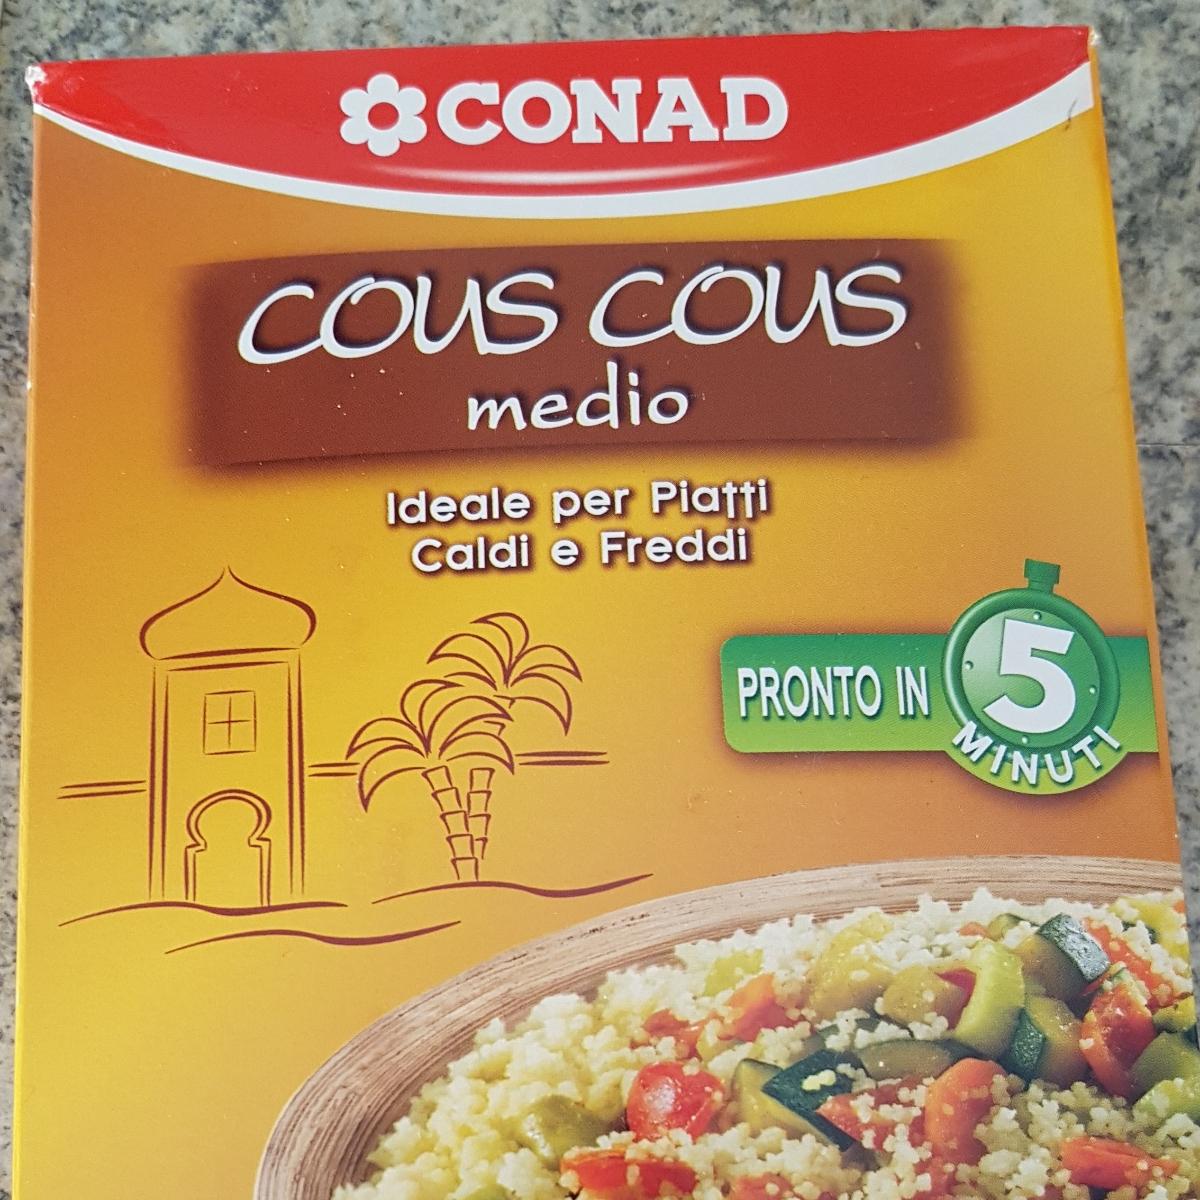 CONAD
COUS COUS
medio
Ideale per Piatti
Caldi e Freddi
PRONTO IN 5
MINUTI